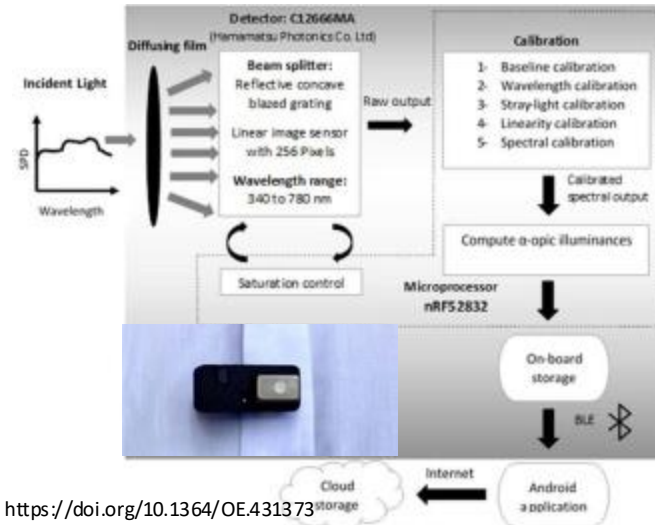 Detector: C12666MA
(Hamamatsu Photonics Co. Ltd)
Diffusing film
Incident Light
SPD
Wavelength
Beam splitter:
Reflective concave
blazed grating
Linear image sensor
with 256 Pixels
Wavelength range:
340 to 780 nm
Saturation control
Raw output
Calibration
1- Baseline calibration
2- Wavelength calibration
3- Stray-light calibration
4- Linearity calibration
5- Spectral calibration
Calibrated
spectral output
Compute α-opic illuminances
Microprocessor
nRF52832
On-board
storage
BLE
Android
application
Internet
Cloud
storage
https://doi.org/10.1364/OE.431373